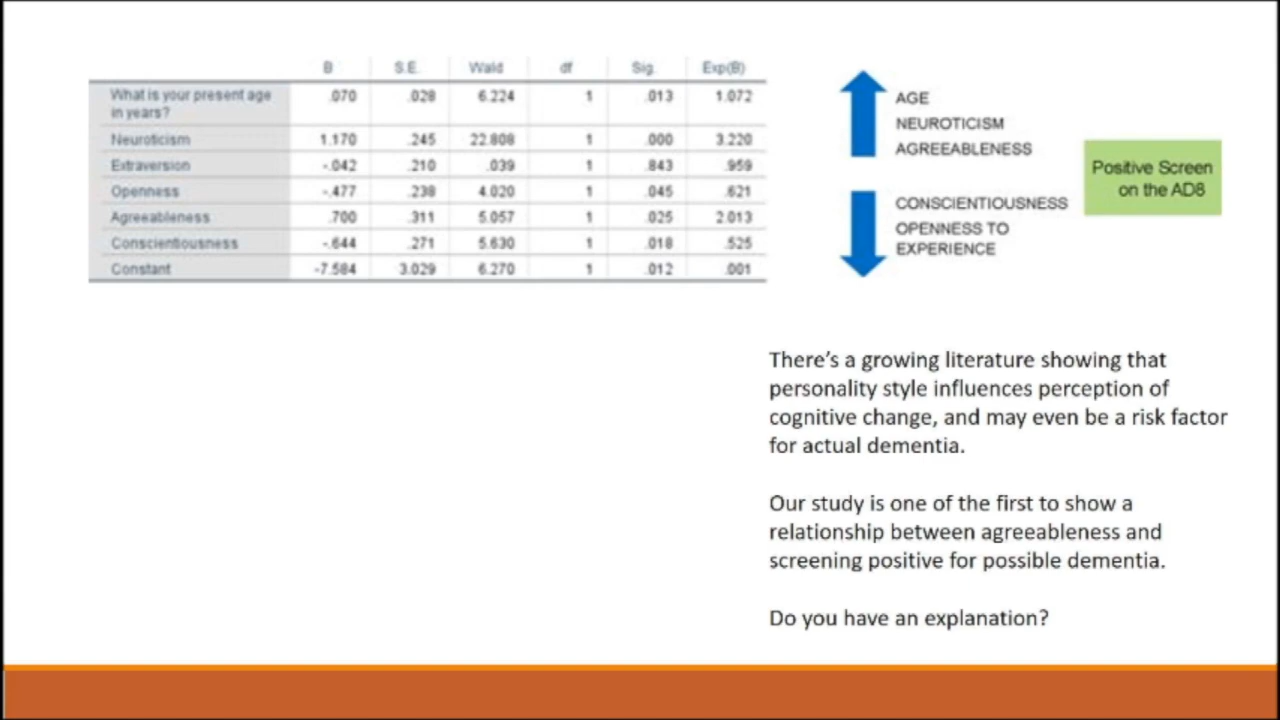 B S.E. Wald df Sig. Exp(B)
What is your present age in years? .070 .028 6.224 1 .013 1.072
Neuroticism 1.170 .245 22.808 1 .000 3.220
Extraversion -.042 .210 .039 1 .843 .959
Openness -.477 .238 4.020 1 .045 .621
Agreeableness .700 .311 5.057 1 .025 2.013
Conscientiousness -.644 .271 5.630 1 .018 .525
Constant -7.584 3.029 6.270 1 .012 .001
AGE
NEUROTICISM
AGREEABLENESS
CONSCIENTIOUSNESS
OPENNESS TO
EXPERIENCE
Positive Screen
on the AD8
There's a growing literature showing that
personality style influences perception of
cognitive change, and may even be a risk factor
for actual dementia.
Our study is one of the first to show a
relationship between agreeableness and
screening positive for possible dementia.
Do you have an explanation?